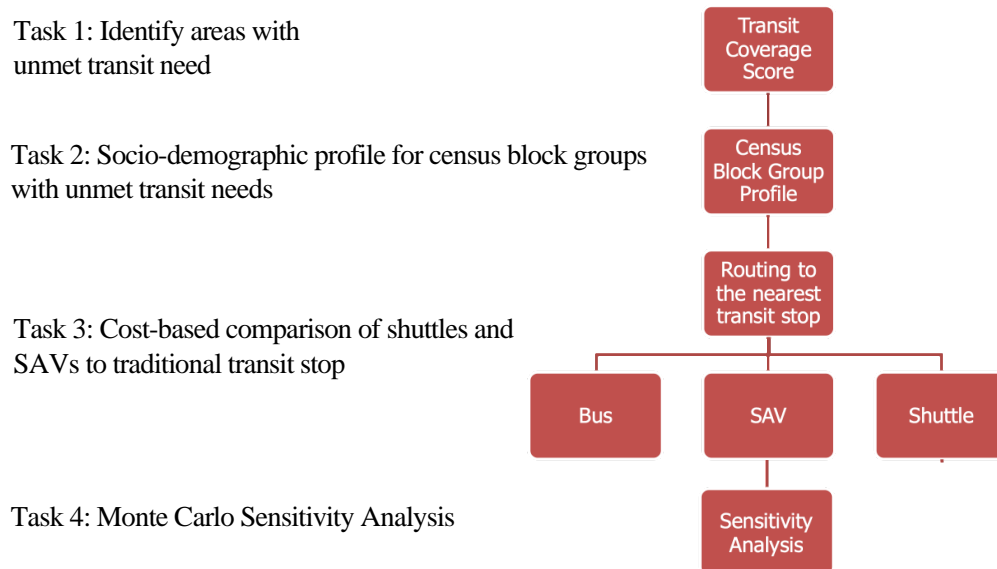 Task 1: Identify areas with
unmet transit need
Transit
Coverage
Score
Task 2: Socio-demographic profile for census block groups
with unmet transit needs
Census
Block Group
Profile
Routing to
the nearest
transit stop
Task 3: Cost-based comparison of shuttles and
SAVs to traditional transit stop
Bus
SAV
Shuttle
Task 4: Monte Carlo Sensitivity Analysis
Sensitivity
Analysis